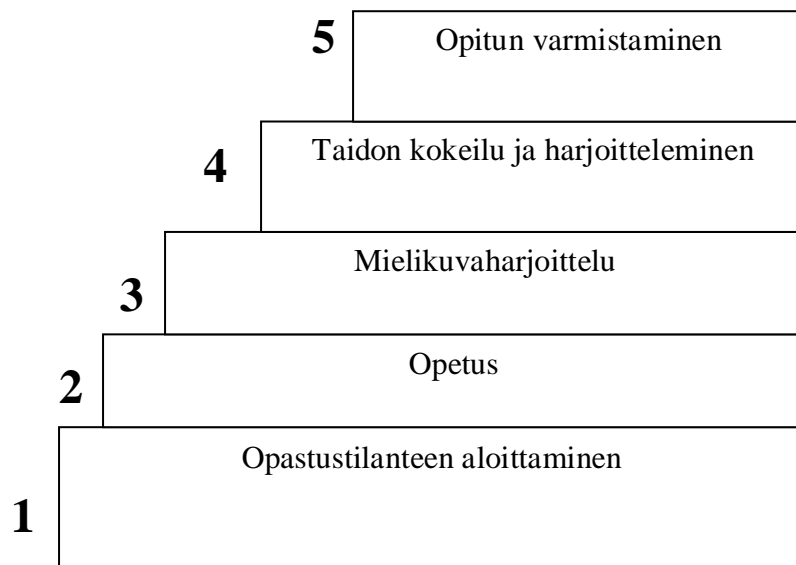 5 Opitun varmistaminen
4 Taidon kokeilu ja harjoitteleminen
3 Mielikuvaharjoittelu
2 Opetus
1 Opastustilanteen aloittaminen